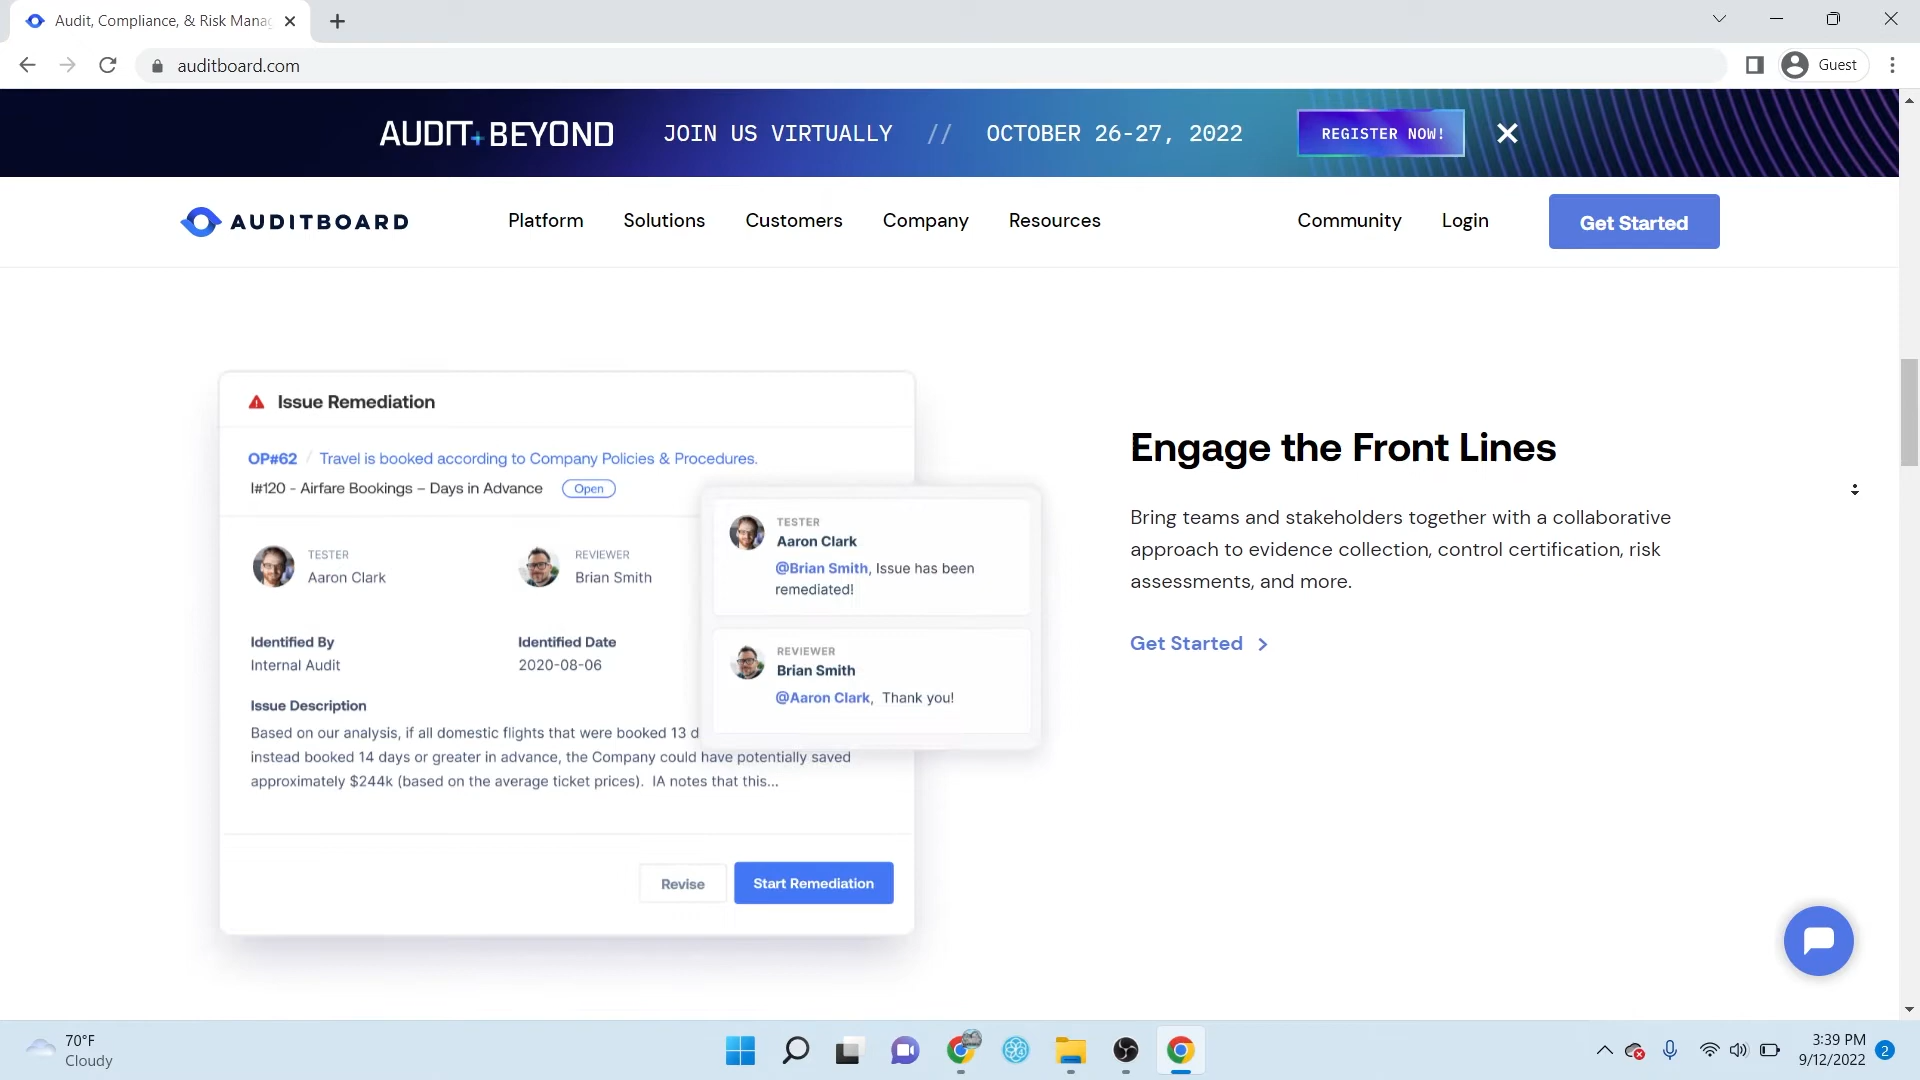 Audit, Compliance, & Risk Manag
auditboard.com
Guest
AUDIT+BEYOND JOIN US VIRTUALLY // OCTOBER 26-27, 2022 REGISTER NOW!
AUDITBOARD Platform Solutions Customers Company Resources Community Login Get Started
Issue Remediation
OP#62 / Travel is booked according to Company Policies & Procedures.
I#120 - Airfare Bookings – Days in Advance Open
TESTER
Aaron Clark
REVIEWER
Brian Smith
Identified By
Internal Audit
Identified Date
2020-08-06
Issue Description
Based on our analysis, if all domestic flights that were booked 13 d
instead booked 14 days or greater in advance, the Company could have potentially saved
approximately $244k (based on the average ticket prices). IA notes that this...
Revise
Start Remediation
TESTER
Aaron Clark
@Brian Smith, Issue has been
remediated!
REVIEWER
Brian Smith
@Aaron Clark, Thank you!
Engage the Front Lines
Bring teams and stakeholders together with a collaborative
approach to evidence collection, control certification, risk
assessments, and more.
Get Started
70°F
Cloudy
3:39 PM
9/12/2022
2